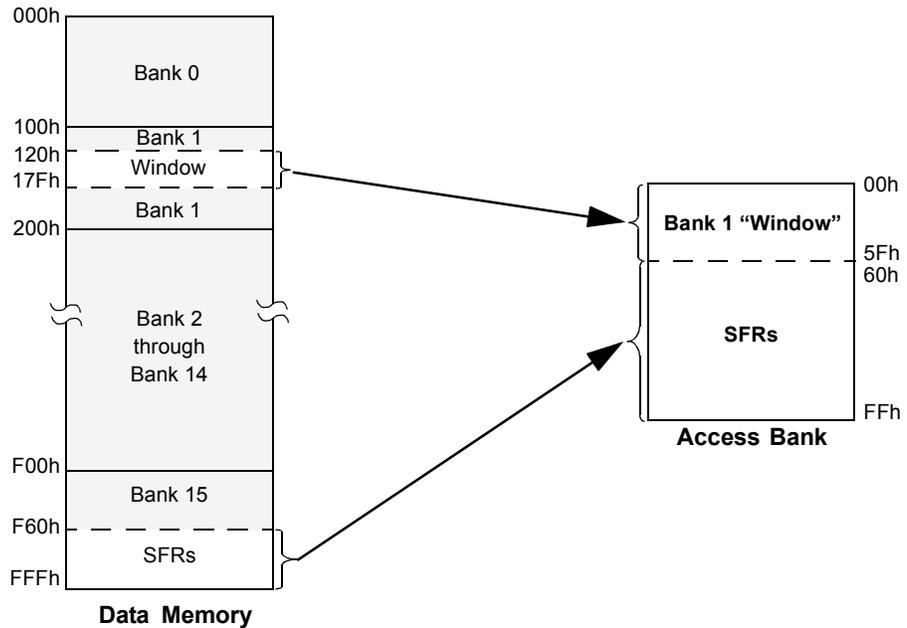 000h
Bank 0
100h
Bank 1
120h
Window
17Fh
Bank 1
200h
Bank 2
through
Bank 14
F00h
Bank 15
F60h
SFRs
FFFh
Data Memory
00h
Bank 1 “Window”
5Fh
60h
SFRs
FFh
Access Bank